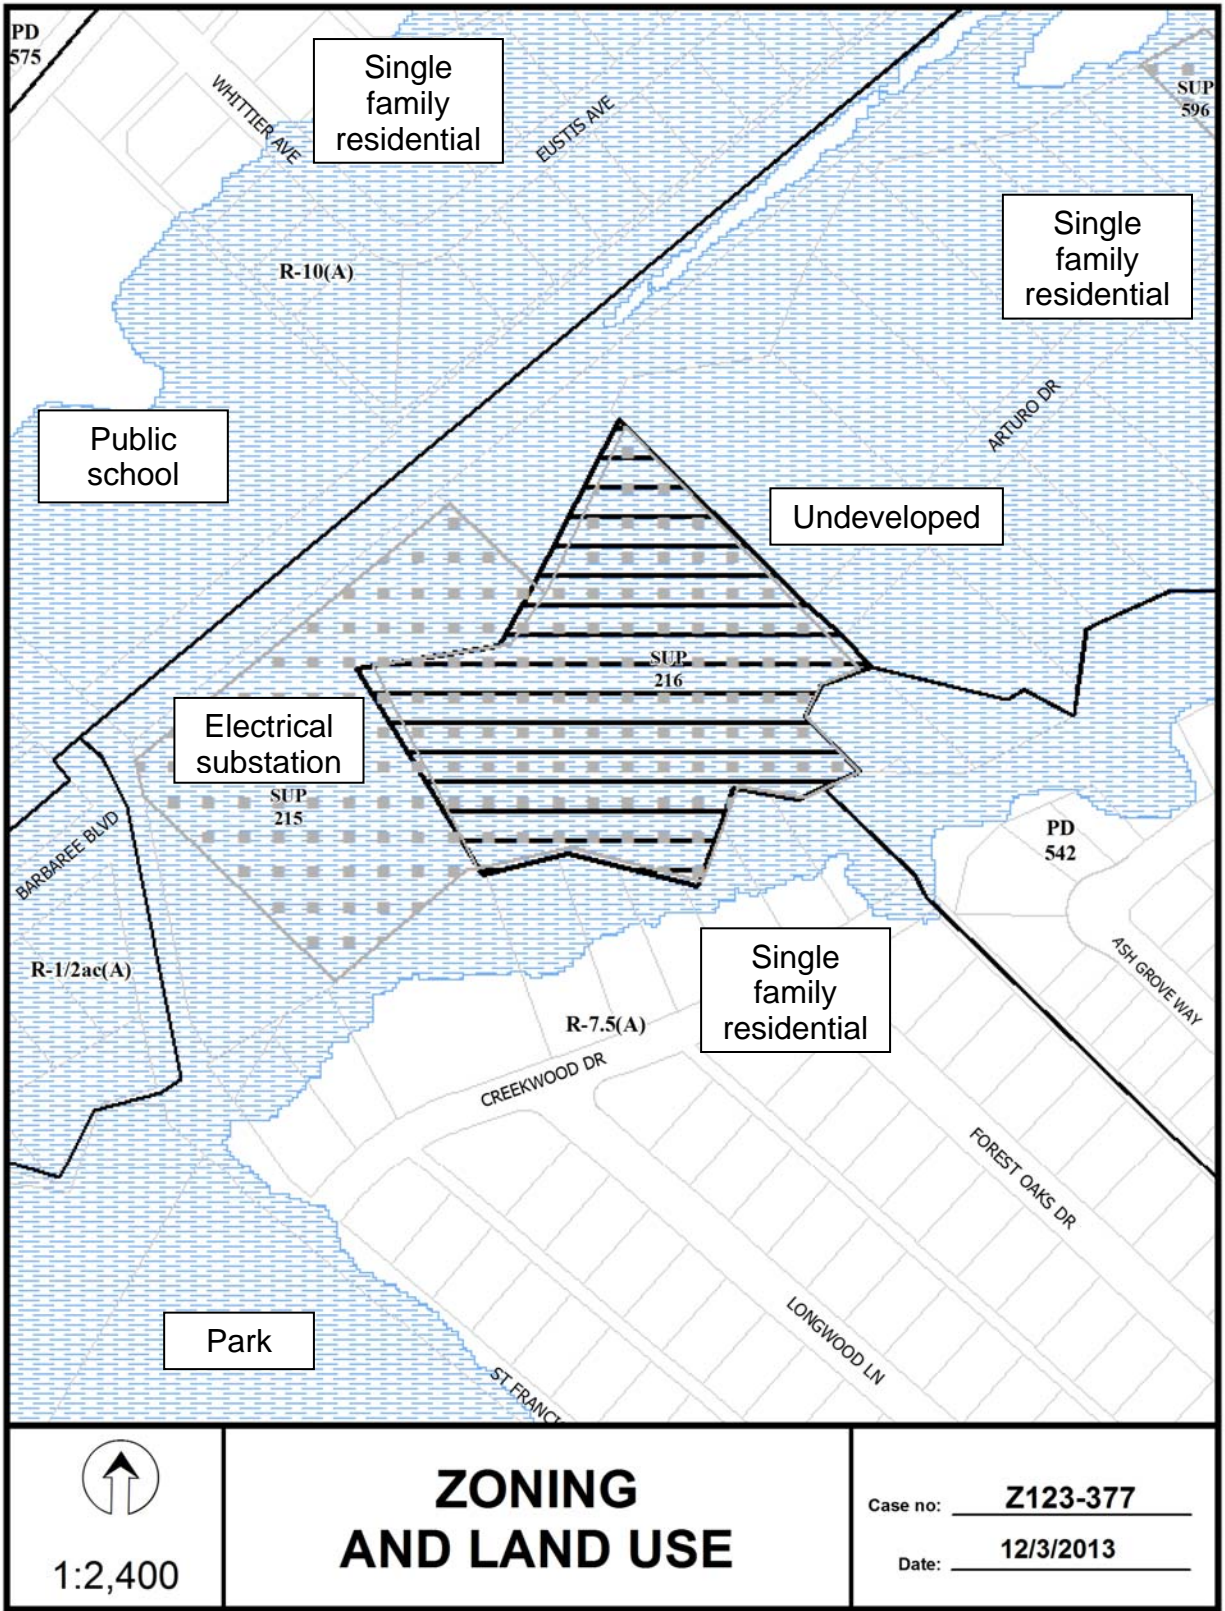 PD
575
Single
family
residential
WHITTIER AVE
EUSTIS AVE
SUP
596
Single
family
residential
R-10(A)
ARTURO DR
Public
school
Undeveloped
SUP
216
Electrical
substation
SUP
215
BARBAREE BLVD
PD
542
R-1/2ac(A)
Single
family
residential
ASH GROVE WAY
R-7.5(A)
CREEKWOOD DR
FOREST OAKS DR
LONGWOOD LN
Park
ST FRANCI
1:2,400
ZONING
AND LAND USE
Case no: Z123-377
Date: 12/3/2013